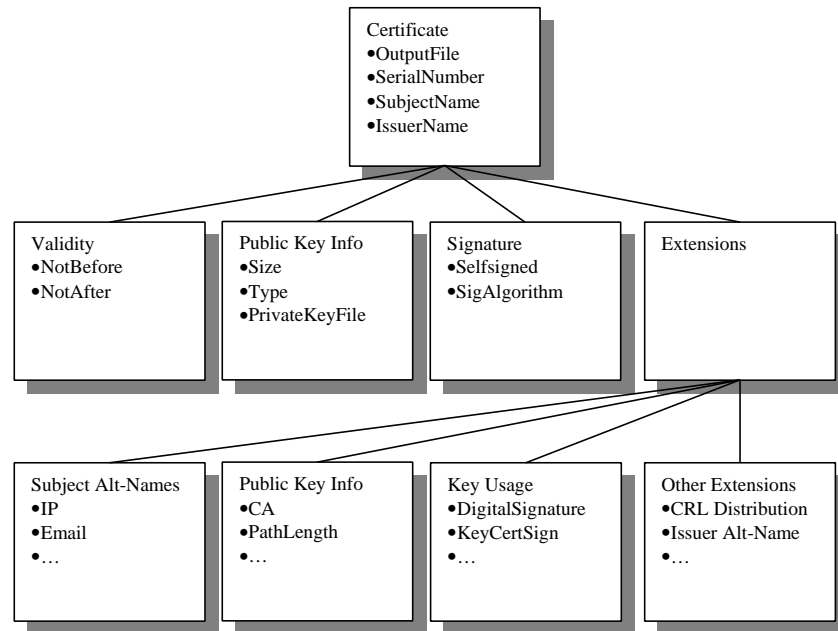 Certificate
•OutputFile
•SerialNumber
•SubjectName
•IssuerName
Validity
•NotBefore
•NotAfter
Public Key Info
•Size
•Type
•PrivateKeyFile
Signature
•Selfsigned
•SigAlgorithm
Extensions
Subject Alt-Names
•IP
•Email
•…
Public Key Info
•CA
•PathLength
•…
Key Usage
•DigitalSignature
•KeyCertSign
•…
Other Extensions
•CRL Distribution
•Issuer Alt-Name
•…